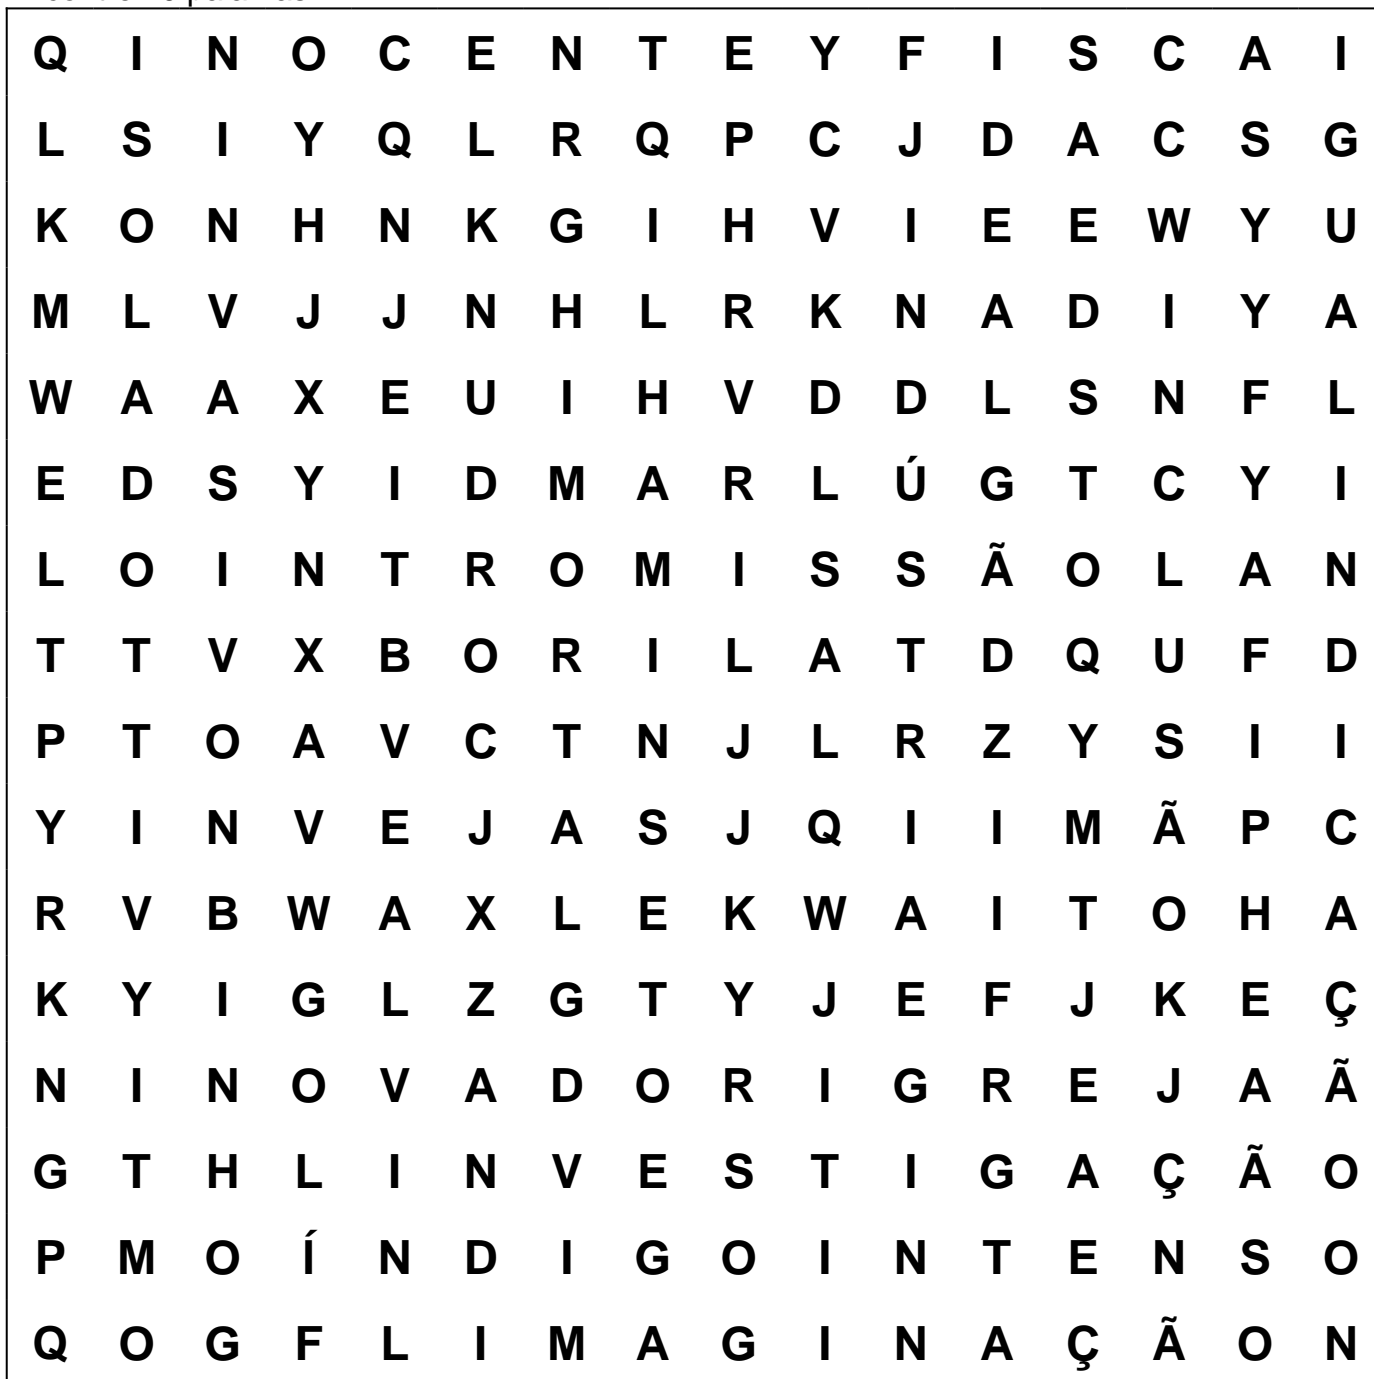 Q I N O C E N T E Y F I S C A I
L S I Y Q L R Q P C J D A C S G
K O N H N K G I H V I E E W Y U
M L V J J N H L R K N A D I Y A
W A A X E U I H V D D L S N F L
E D S Y I D M A R L Ú G T C Y I
L O I N T R O M I S S Ã O L A N
T T V X B O R I L A T D Q U F D
P T O A V C T N J L R Z Y S I I
Y I N V E J A S J Q I I M Ã P C
R V B W A X L E K W A I T O H A
K Y I G L Z G T Y J E F J K E Ç
N I N O V A D O R I G R E J A Ã
G T H L I N V E S T I G A Ç Ã O
P M O Í N D I G O I N T E N S O
Q O G F L I M A G I N A Ç Ã O N